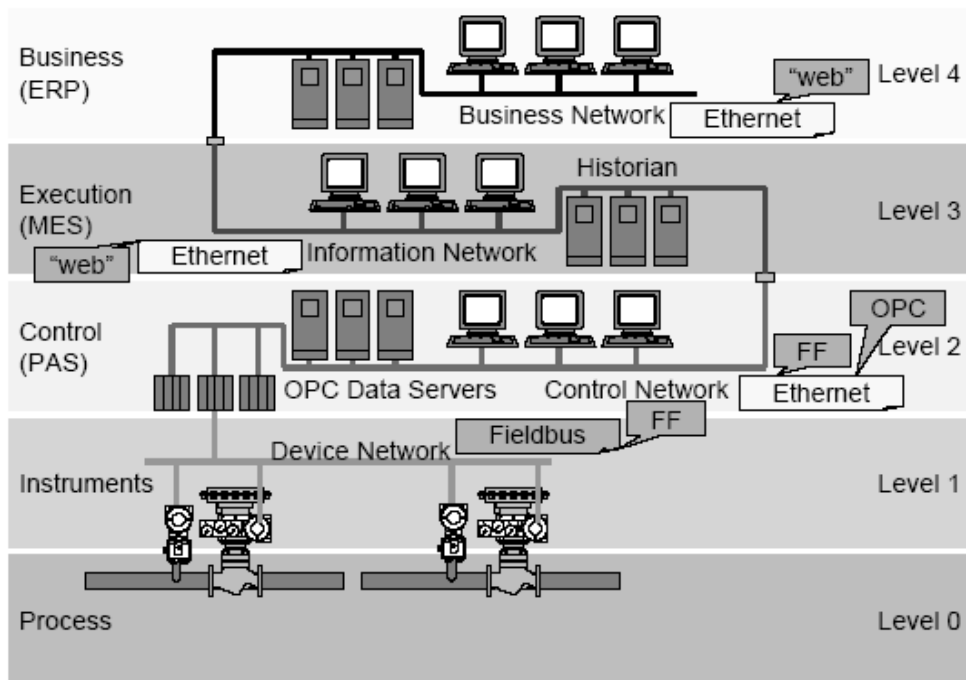 Business
(ERP)
Level 4
“web”
Business Network
Ethernet
Historian
Execution
(MES)
Level 3
Information Network
Ethernet
“web”
OPC
Control
(PAS)
FF
Level 2
OPC Data Servers
Control Network
Ethernet
Fieldbus
FF
Device Network
Instruments
Level 1
Process
Level 0